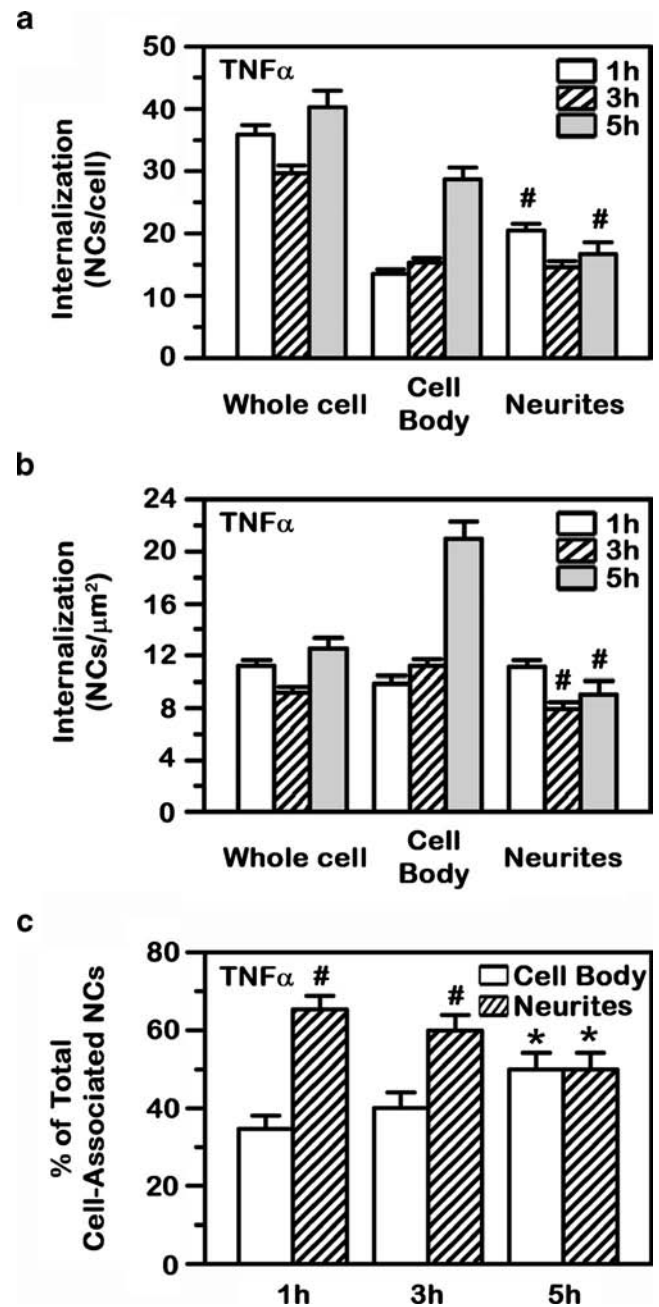 a
Internalization
(NCs/cell)
50
40
30
20
10
0
TNFα
1h
3h
5h
#
#
Whole cell
Cell
Body
Neurites
b
Internalization
(NCs/μm²)
24
20
16
12
8
4
0
TNFα
1h
3h
5h
#
#
Whole cell
Cell
Body
Neurites
c
% of Total
Cell-Associated NCs
80
60
40
20
0
TNFα
Cell Body
Neurites
#
#
*
*
1h
3h
5h